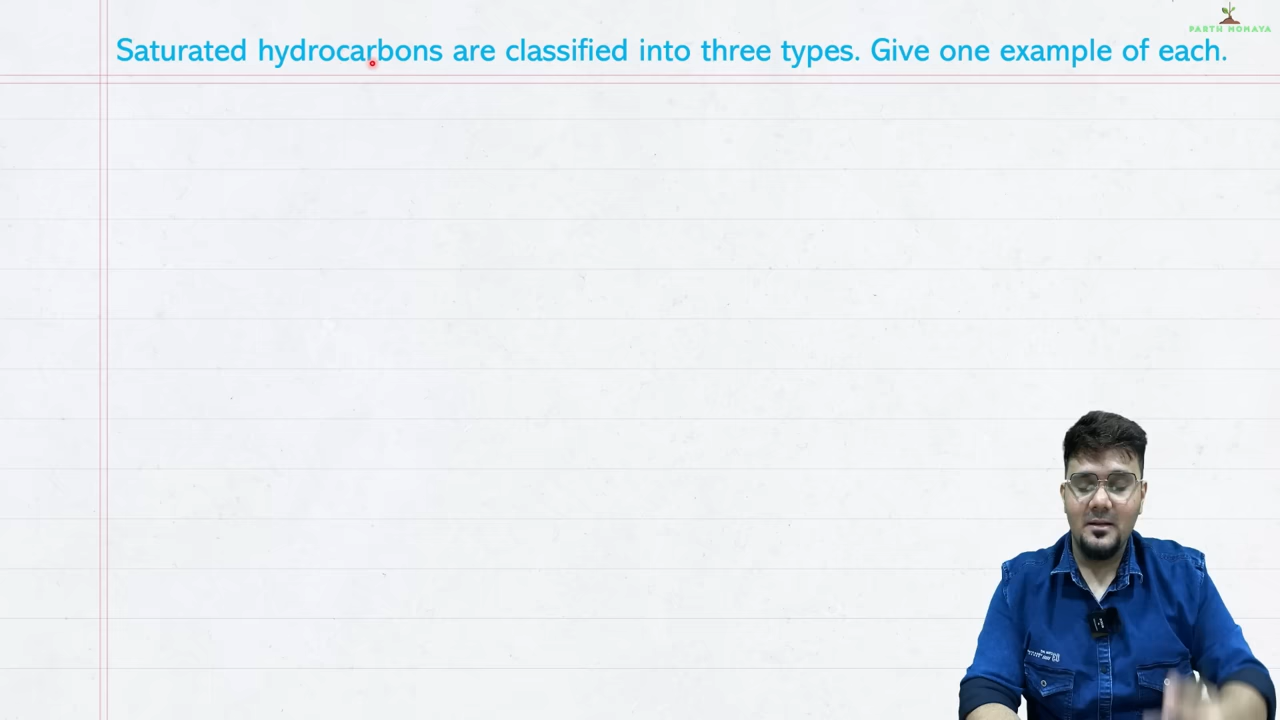 PARTH MOMAYA
Saturated hydrocarbons are classified into three types. Give one example of each.